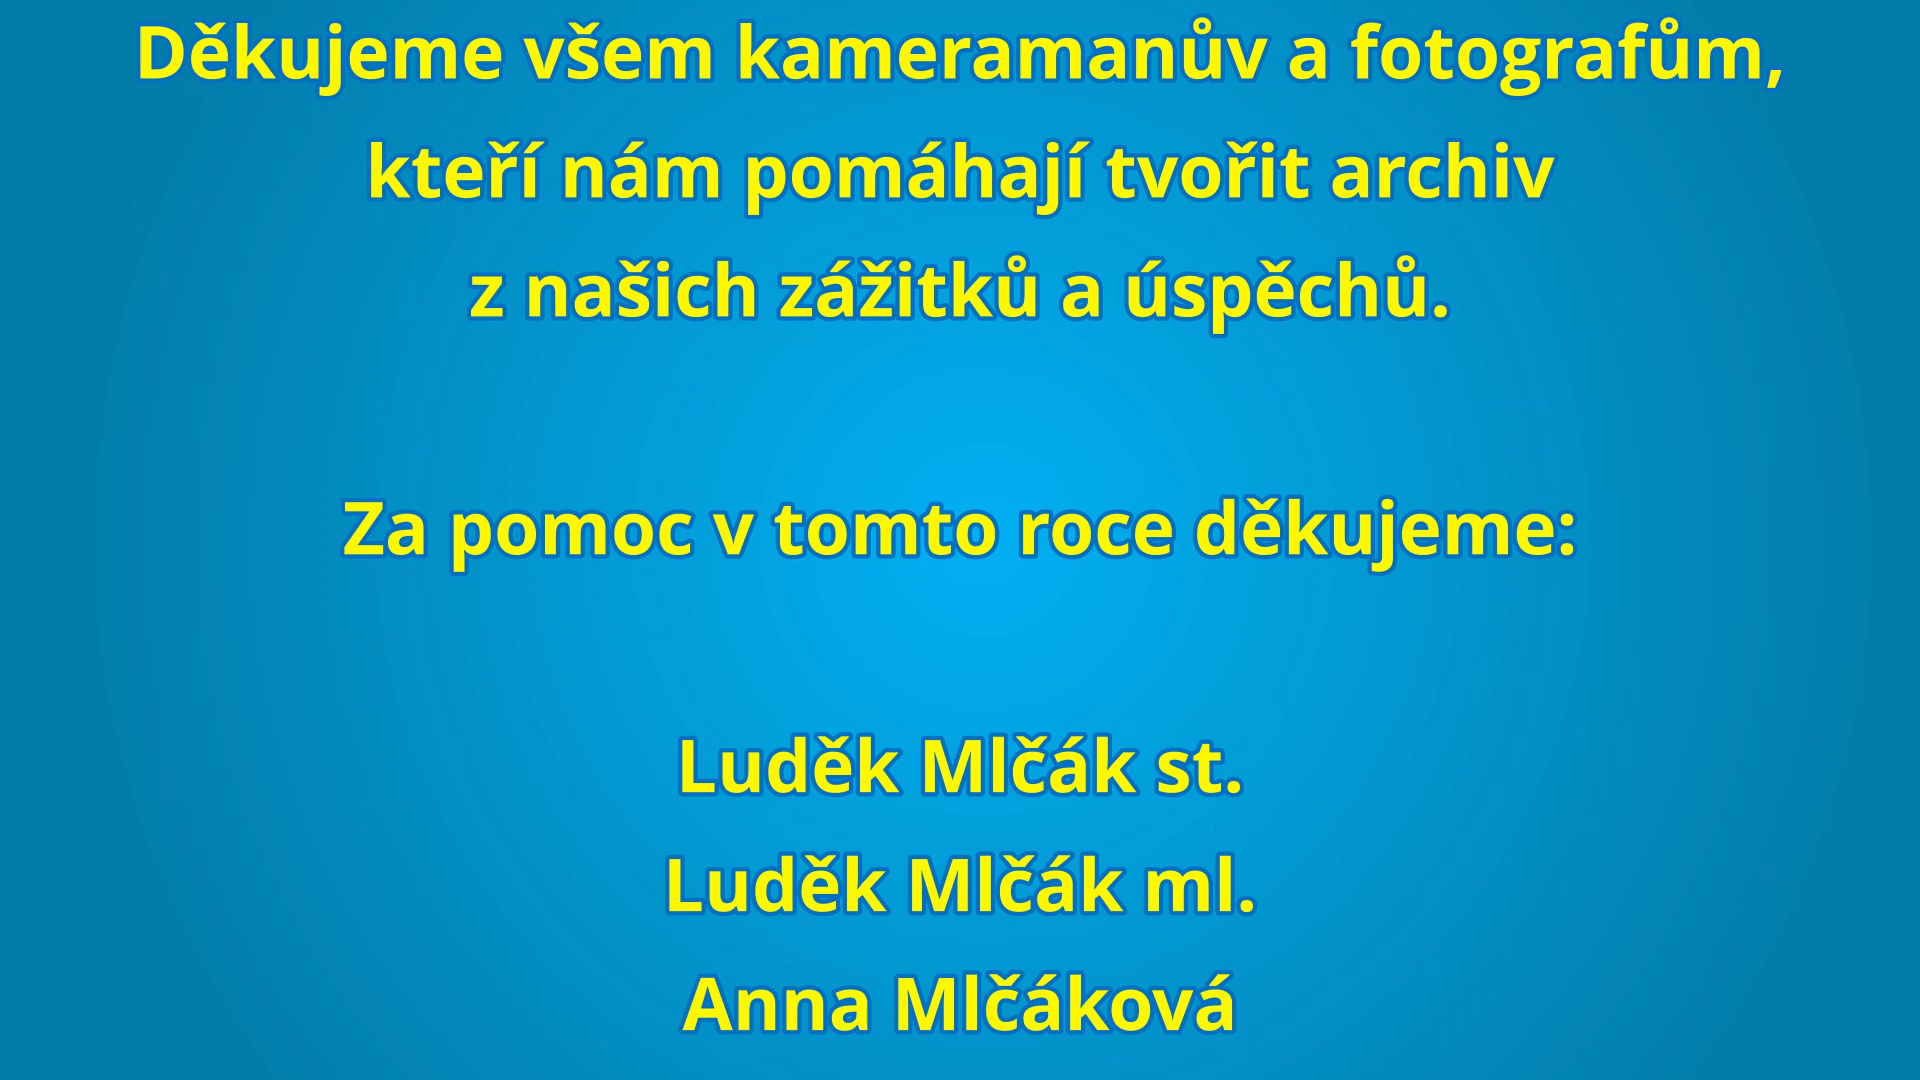 Děkujeme všem kameramanův a fotografům,
kteří nám pomáhají tvořit archiv
z našich zážitků a úspěchů.
Za pomoc v tomto roce děkujeme:
Luděk Mlčák st.
Luděk Mlčák ml.
Anna Mlčáková